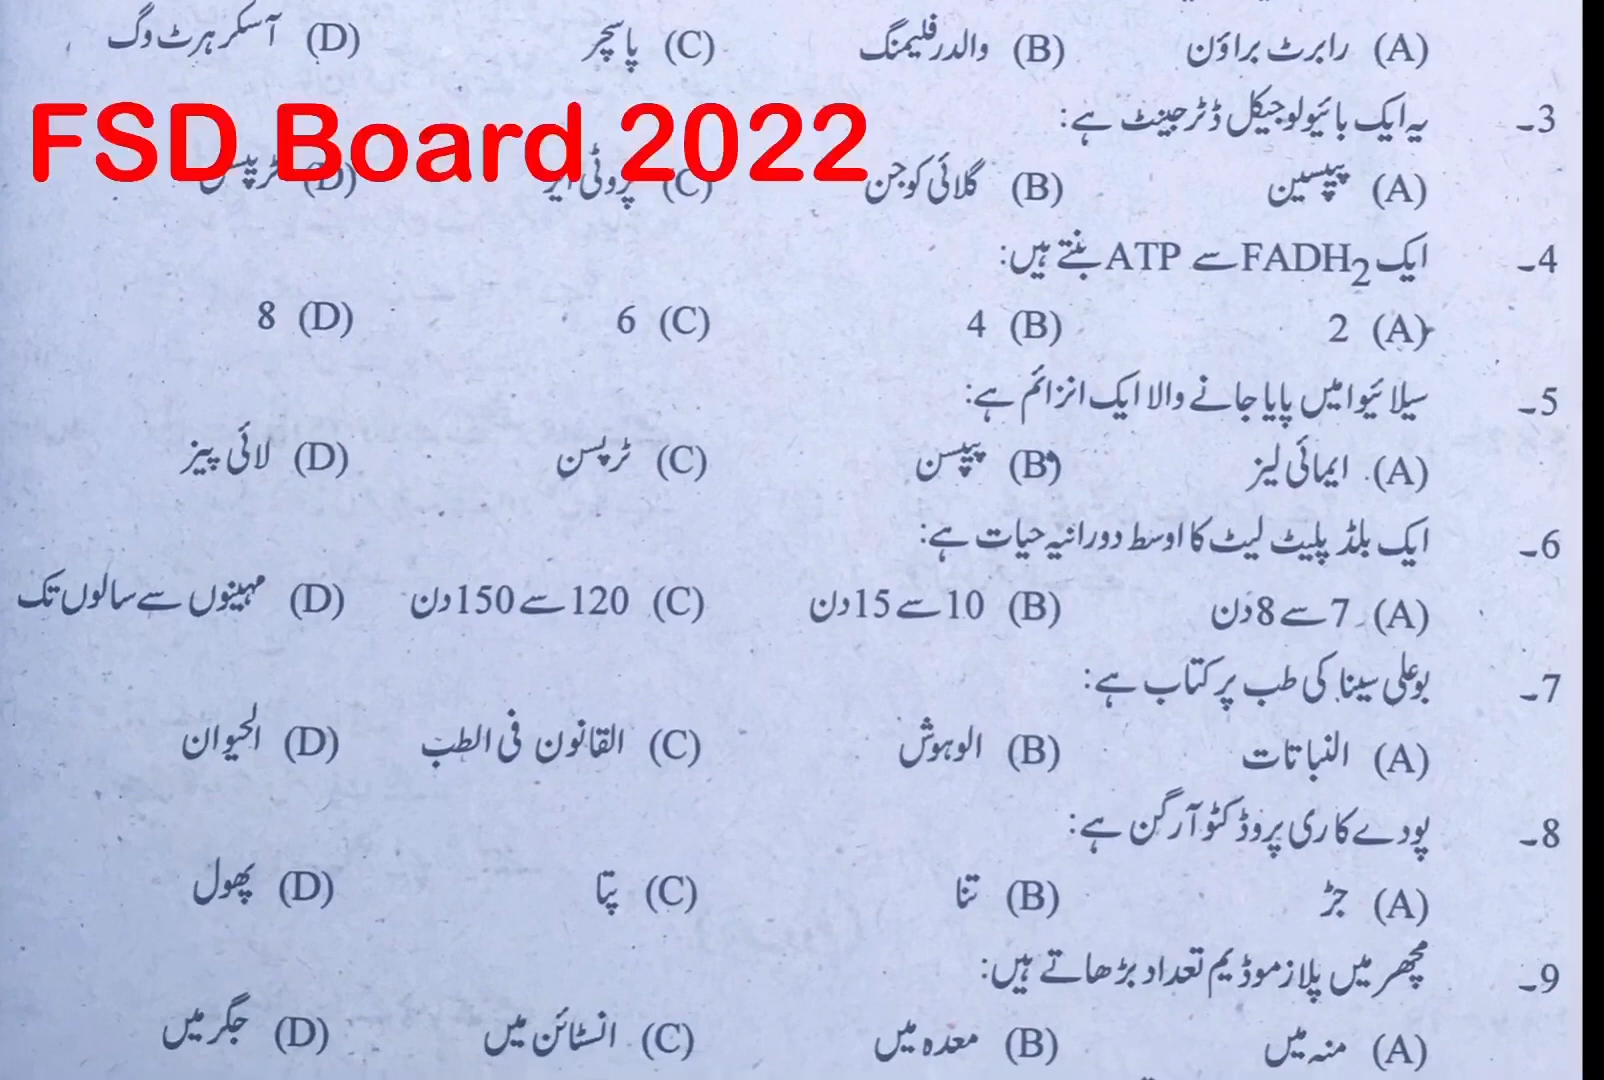 (A) رابرٹ براؤن (B) والدر فلیمنگ (C) پاسچر (D) آسکر ہرٹ وگ
FSD Board 2022
3۔ یہ ایک بائیولوجیکل ڈٹرجینٹ ہے:
(A) پیپسین (B) گلائی کوجن (C) پروٹی ایز (D) ٹرپسن
4۔ ایک FADH2 سے ATP بنتے ہیں:
(A) 2 (B) 4 (C) 6 (D) 8
5۔ سیلائیوا میں پایا جانے والا ایک انزائم ہے:
(A) ایمائی لیز (B) پیپسن (C) ٹرپسن (D) لائی پیز
6۔ ایک بلڈ پلیٹ لیٹ کا اوسط دورانیہ حیات ہے:
(A) 7 سے 8 دن (B) 10 سے 15 دن (C) 120 سے 150 دن (D) مہینوں سے سالوں تک
7۔ بوعلی سینا کی طب پر کتاب ہے:
(A) النباتات (B) الوہوش (C) القانون فی الطب (D) الحیوان
8۔ پودے کا ری پروڈکٹو آرگن ہے:
(A) جڑ (B) تنا (C) پتا (D) پھول
9۔ مچھر میں پلازموڈیم تعداد بڑھاتے ہیں:
(A) منہ میں (B) معدہ میں (C) انسٹائن میں (D) جگر میں